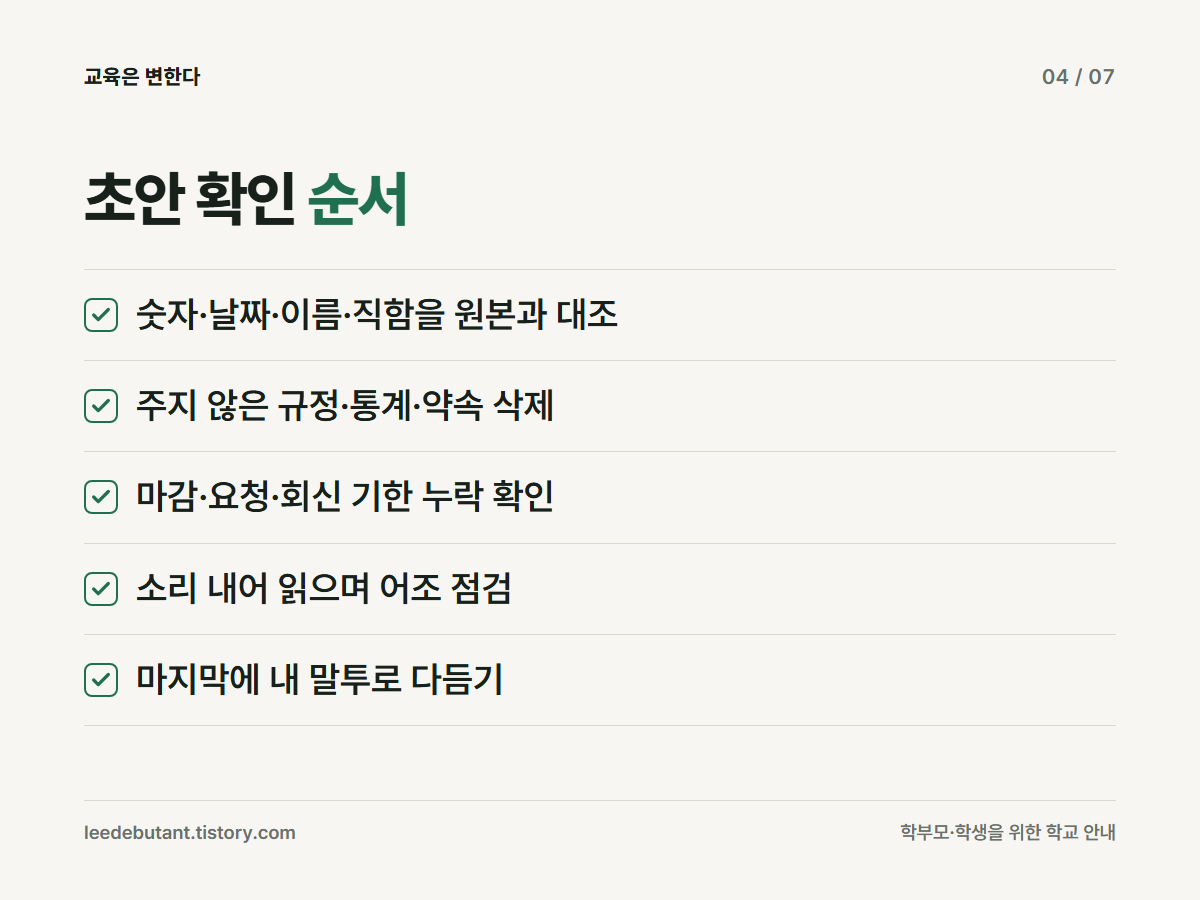 교육은 변한다
04 / 07
초안 확인 순서
숫자·날짜·이름·직함을 원본과 대조
주지 않은 규정·통계·약속 삭제
마감·요청·회신 기한 누락 확인
소리 내어 읽으며 어조 점검
마지막에 내 말투로 다듬기
leedebutant.tistory.com
학부모·학생을 위한 학교 안내